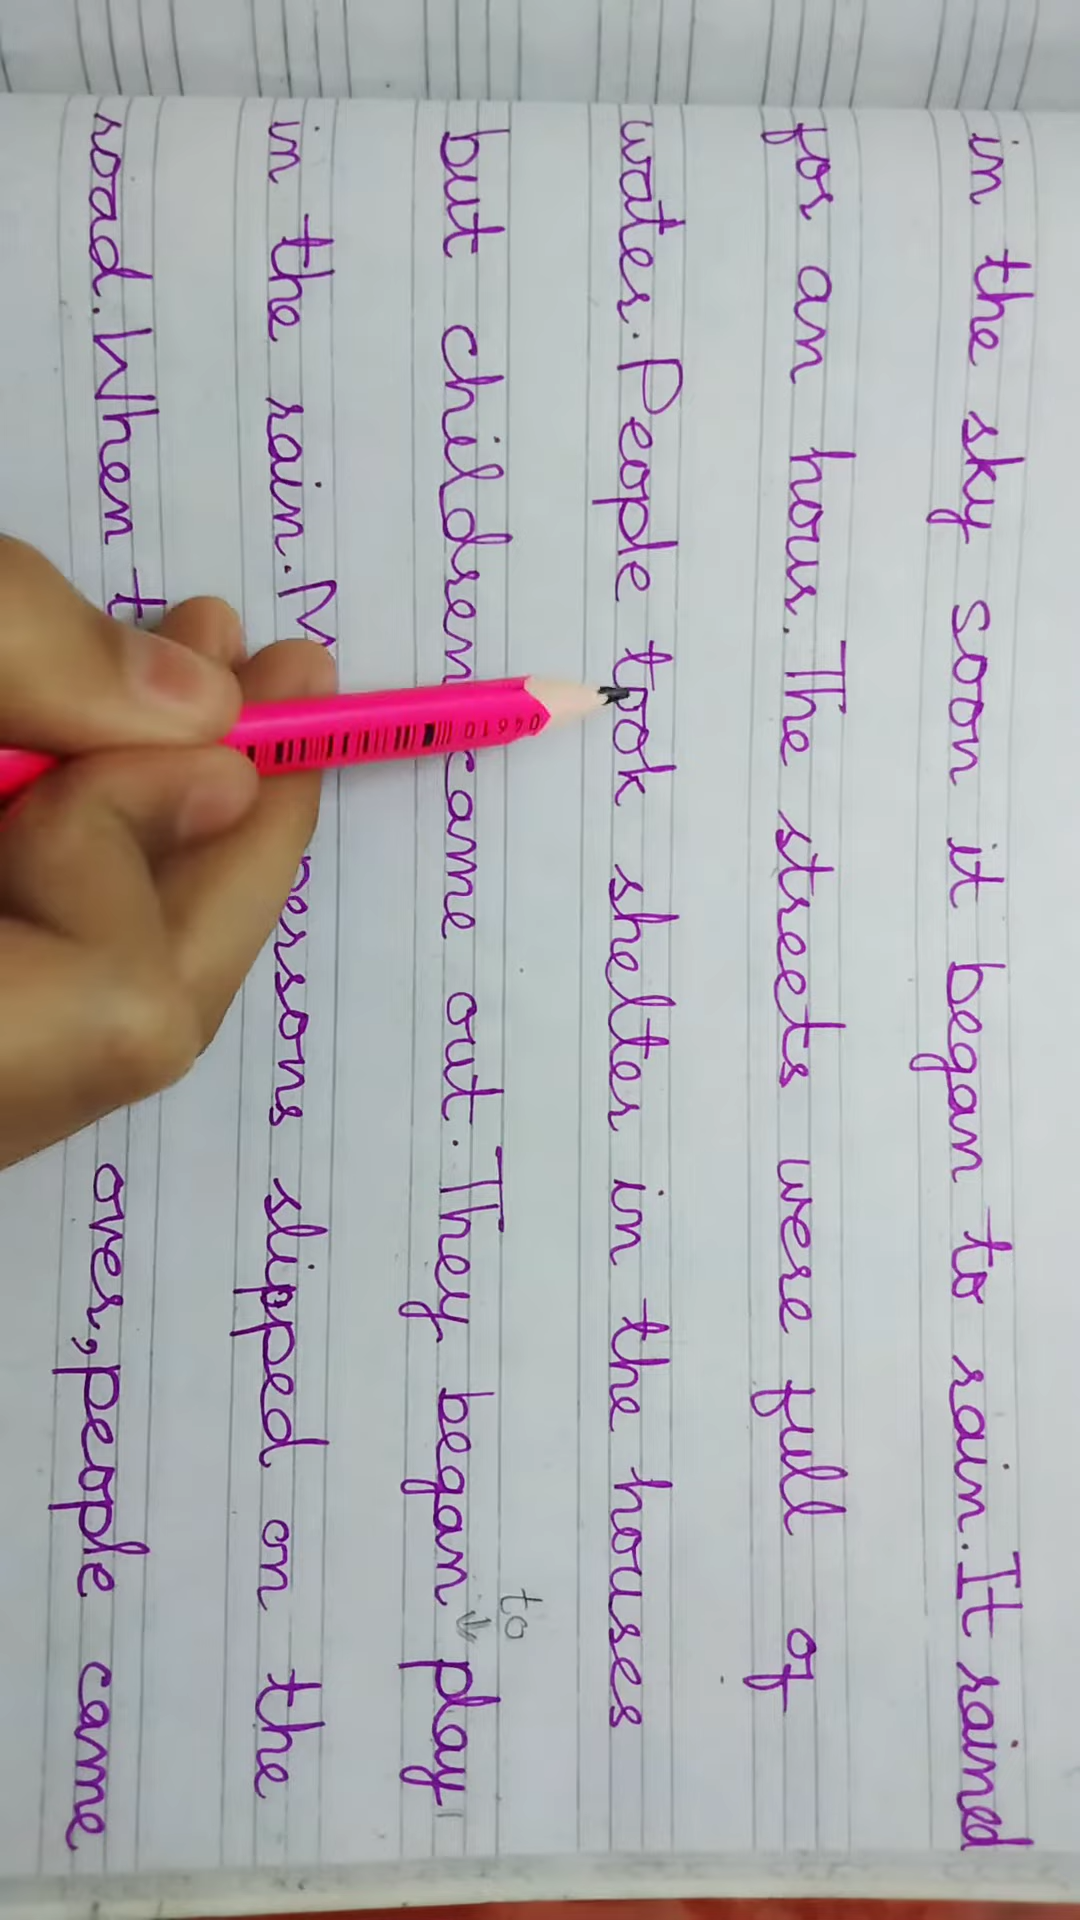 in the sky soon it began to rain. It rained
for an hour. The streets were full of
water. People took shelter in the houses
but children came out. They began to play
in the rain. persons slipped on the
road. When over, people came
04610